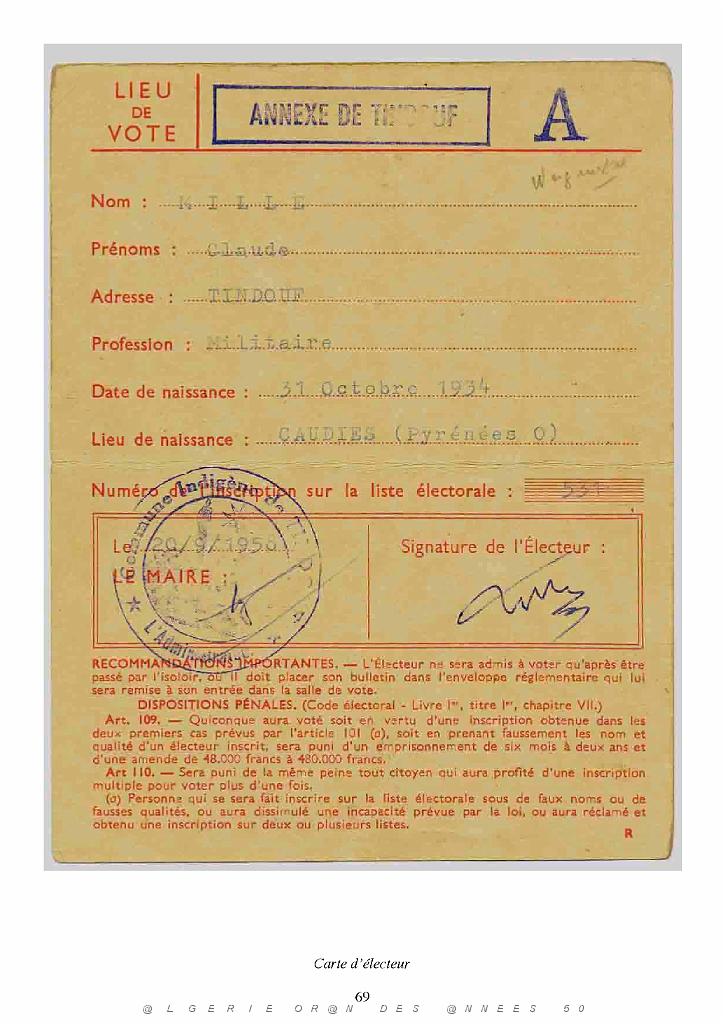 LIEU
DE
VOTE
ANNEXE DE TINDOUF
A
Nom : MILLE
Prénoms : Claude
Adresse : TINDOUF
Profession : Militaire
Date de naissance : 31 Octobre 1934
Lieu de naissance : CAUDIES (Pyrénées O)
Numéro de l'inscription sur la liste électorale : 531
Commune Indigène de
L'Administ
Le 20/9/1958
LE MAIRE :
Signature de l'Électeur :
RECOMMANDATIONS IMPORTANTES. — L'Électeur ne sera admis à voter qu'après être
passé par l'isoloir, où il doit placer son bulletin dans l'enveloppe réglementaire qui lui
sera remise à son entrée dans la salle de vote.
DISPOSITIONS PÉNALES. (Code électoral - Livre Iᵉʳ, titre Iᵉʳ, chapitre VII.)
Art. 109. — Quiconque aura voté soit en vertu d'une inscription obtenue dans les
deux premiers cas prévus par l'article 101 (a), soit en prenant faussement les nom et
qualité d'un électeur inscrit, sera puni d'un emprisonnement de six mois à deux ans et
d'une amende de 48.000 francs à 480.000 francs.
Art 110. — Sera puni de la même peine tout citoyen qui aura profité d'une inscription
multiple pour voter plus d'une fois.
(a) Personne qui se sera fait inscrire sur la liste électorale sous de faux noms ou de
fausses qualités, ou aura dissimulé une incapacité prévue par la loi, ou aura réclamé et
obtenu une inscription sur deux ou plusieurs listes.
R
Carte d'électeur
69
@ L G E R I E O R @ N D E S @ N N E E S 5 0